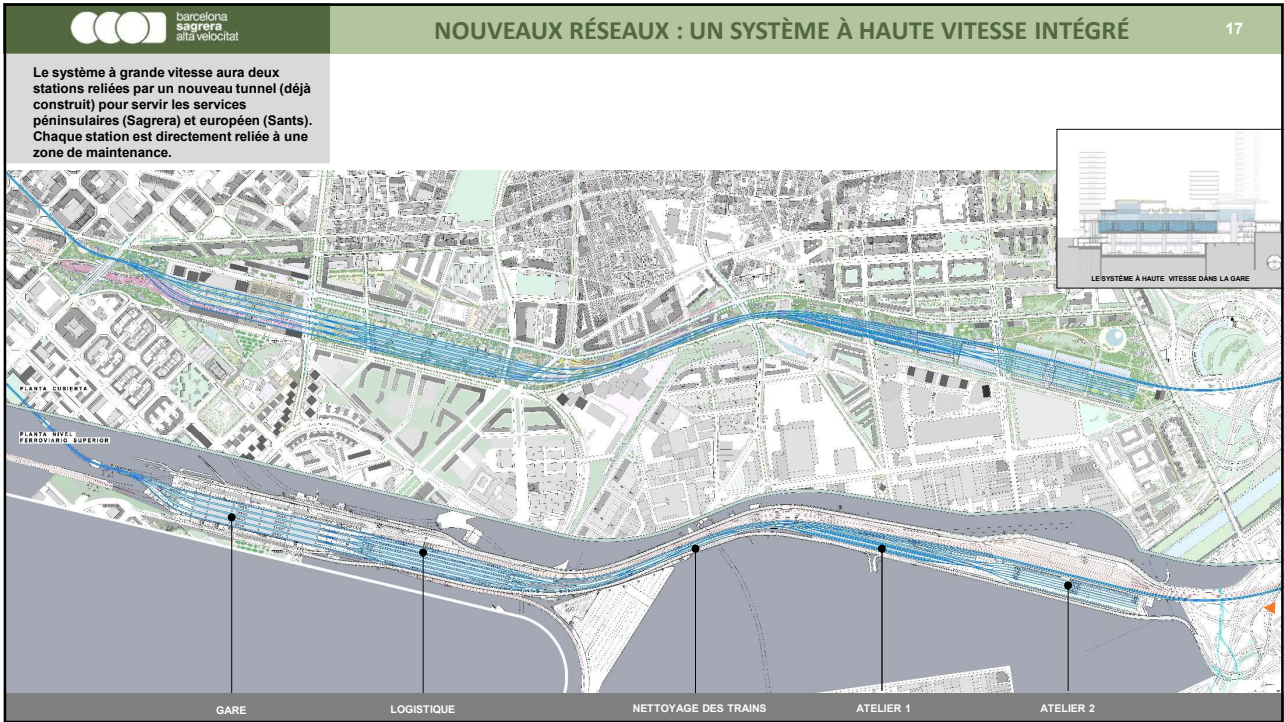 barcelona
sagrera
alta velocitat
NOUVEAUX RÉSEAUX : UN SYSTÈME À HAUTE VITESSE INTÉGRÉ
17
Le système à grande vitesse aura deux
stations reliées par un nouveau tunnel (déjà
construit) pour servir les services
péninsulaires (Sagrera) et européen (Sants).
Chaque station est directement reliée à une
zone de maintenance.
LE SYSTÈME À HAUTE VITESSE DANS LA GARE
PLANTA CUBIERTA
PLANTA NIVEL
FERROVIARIO SUPERIOR
GARE
LOGISTIQUE
NETTOYAGE DES TRAINS
ATELIER 1
ATELIER 2